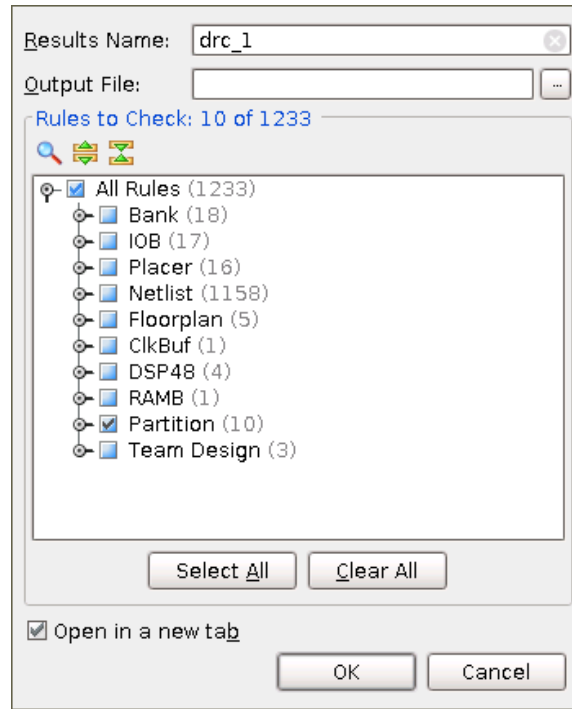 Results Name: drc_1
Output File: ...
Rules to Check: 10 of 1233
All Rules (1233)
Bank (18)
IOB (17)
Placer (16)
Netlist (1158)
Floorplan (5)
ClkBuf (1)
DSP48 (4)
RAMB (1)
Partition (10)
Team Design (3)
Select All Clear All
Open in a new tab
OK Cancel